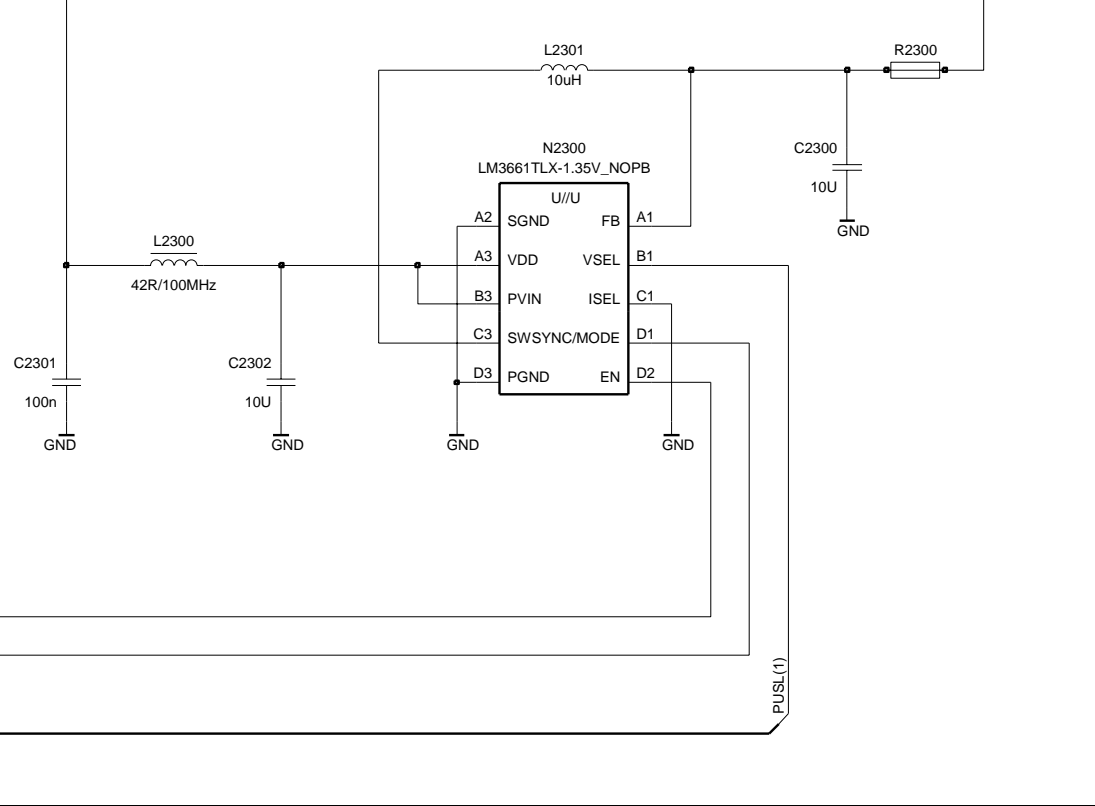 L2301
10uH
R2300
N2300
LM3661TLX-1.35V_NOPB
C2300
10U
GND
U//U
A2 SGND FB A1
A3 VDD VSEL B1
B3 PVIN ISEL C1
C3 SWSYNC/MODE D1
D3 PGND EN D2
L2300
42R/100MHz
C2301
100n
GND
C2302
10U
GND
GND
GND
PUSL(1)